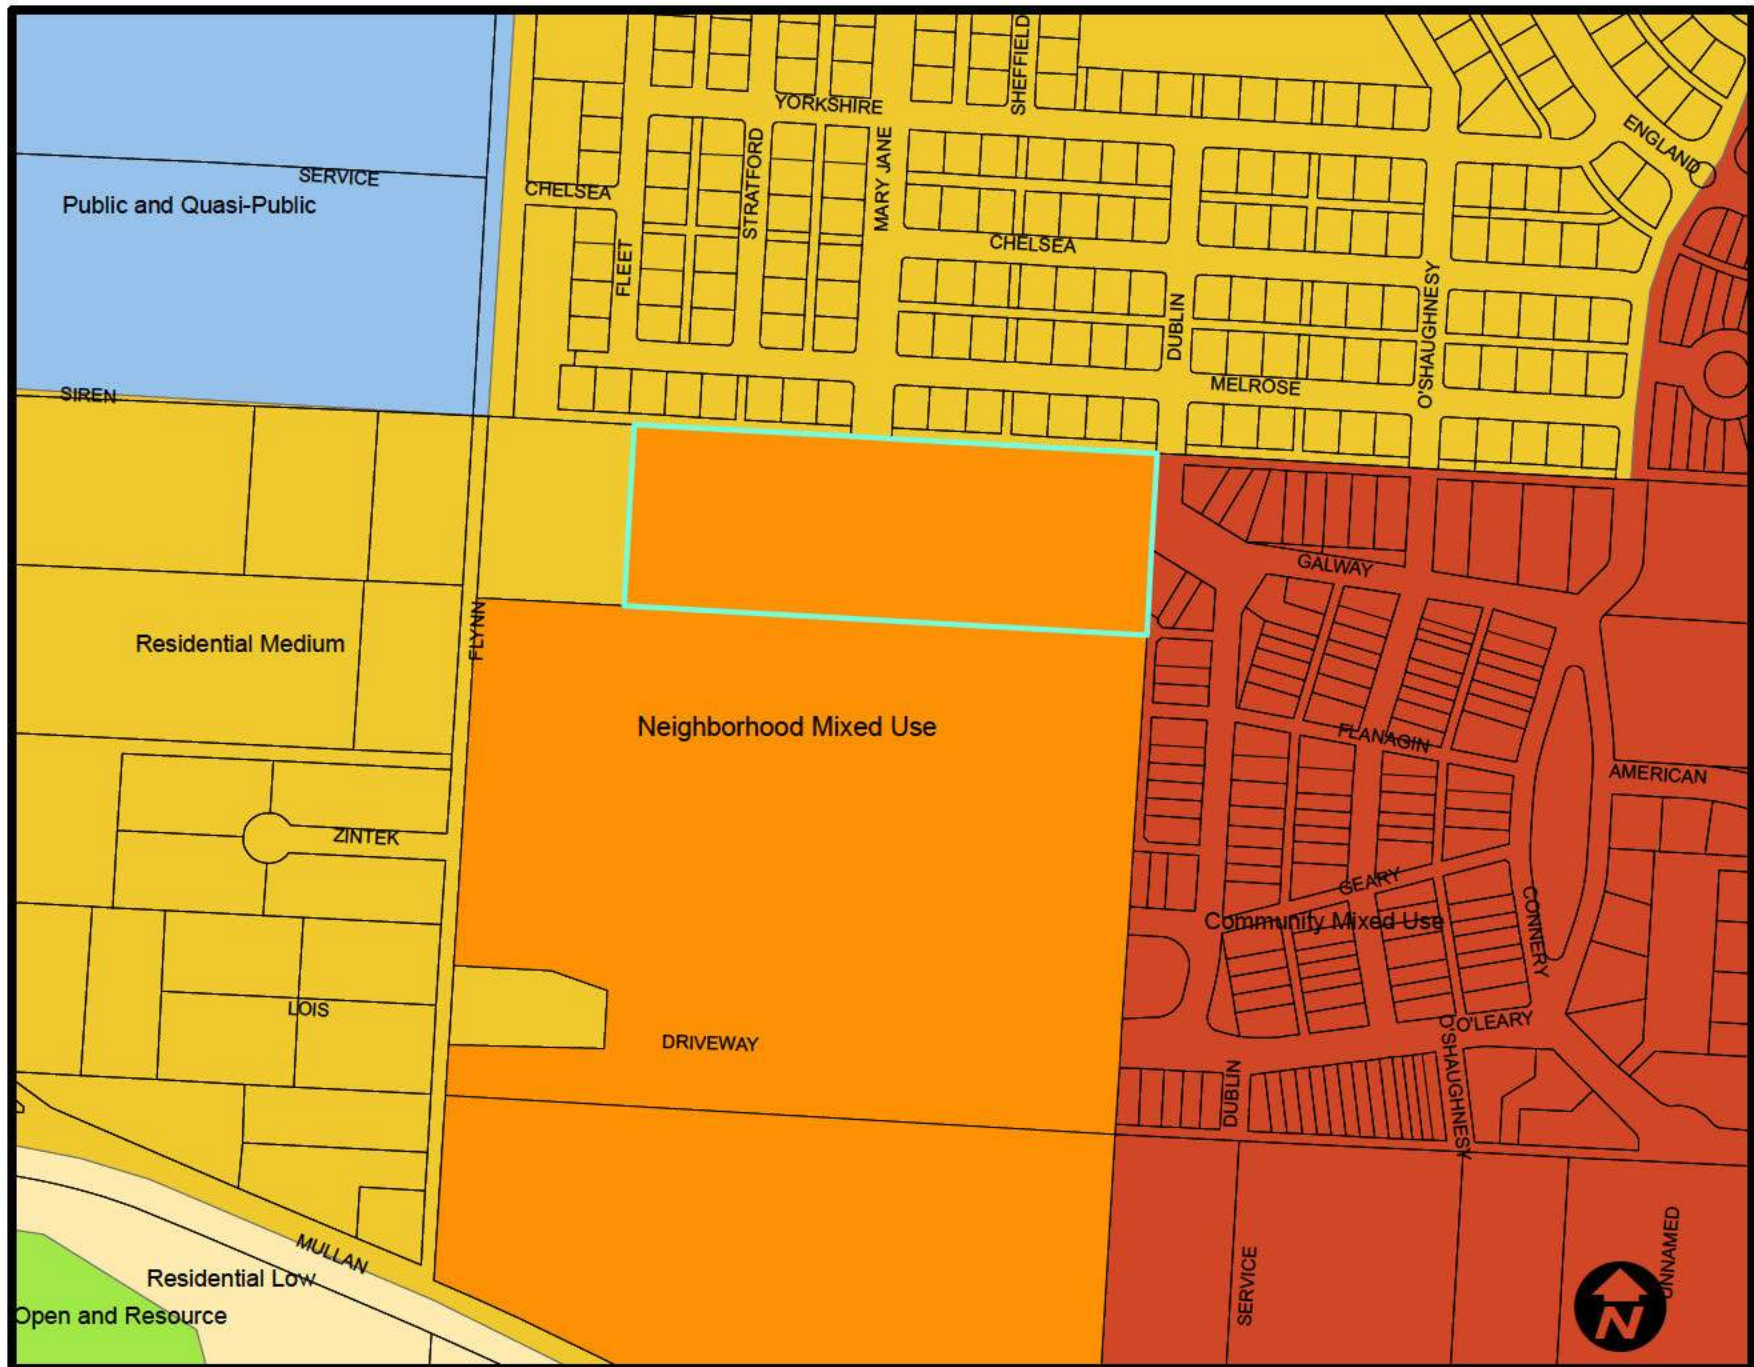 SHEFFIELD
YORKSHIRE
ENGLAND
STRATFORD
MARY JANE
SERVICE
CHELSEA
Public and Quasi-Public
FLEET
CHELSEA
DUBLIN
O'SHAUGHNESY
MELROSE
SIREN
GALWAY
FLYNN
Residential Medium
Neighborhood Mixed Use
FLANAGIN
AMERICAN
ZINTEK
GEARY
Community Mixed Use
CONNERY
LOIS
DRIVEWAY
O'LEARY
O'SHAUGHNESY
DUBLIN
MULLAN
Residential Low
SERVICE
UNNAMED
Open and Resource
N